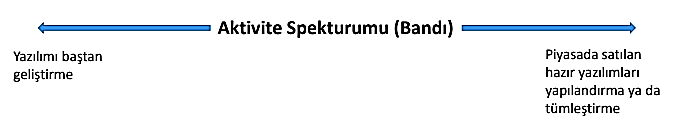 Aktivite Spekturumu (Bandı)
Yazılımı baştan
geliştirme
Piyasada satılan
hazır yazılımları
yapılandırma ya da
tümleştirme